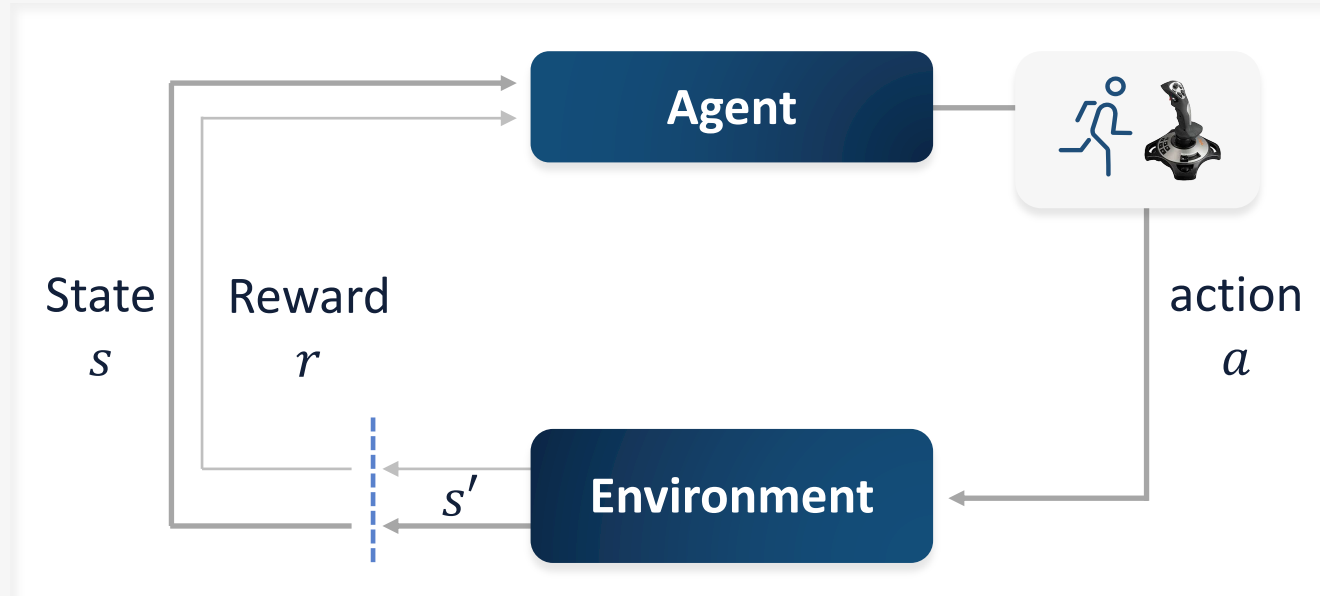 Agent
State
s
Reward
r
action
a
s′
Environment